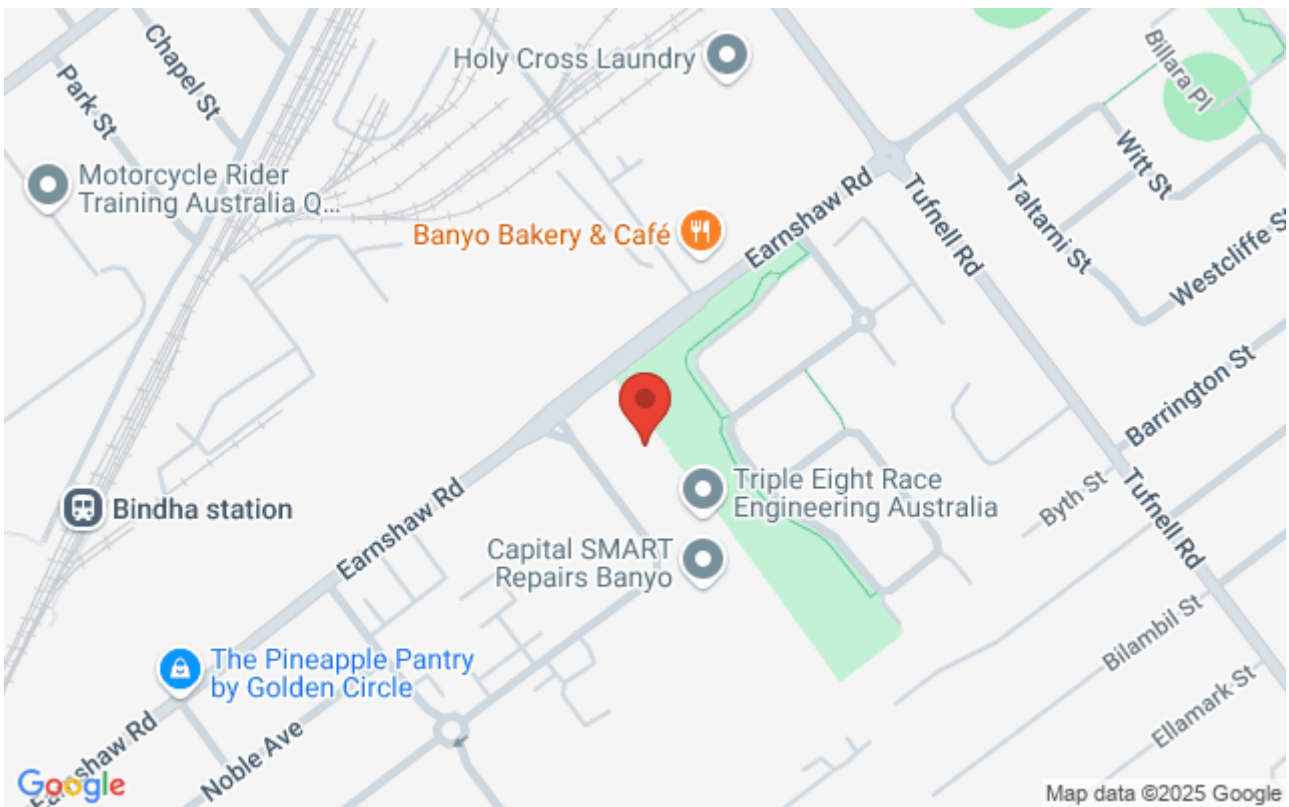 Chapel St
Park St
Holy Cross Laundry
Billara Pl
Witt St
Motorcycle Rider
Training Australia Q...
Banyo Bakery & Café
Earnshaw Rd
Tufnell Rd
Taltarni St
Westcliffe S
Barrington St
Bindha station
Earnshaw Rd
Triple Eight Race
Engineering Australia
Byth St
Tufnell Rd
Capital SMART
Repairs Banyo
Bilambil St
The Pineapple Pantry
by Golden Circle
Ellamark St
Earnshaw Rd
Noble Ave
Google
Map data ©2025 Google